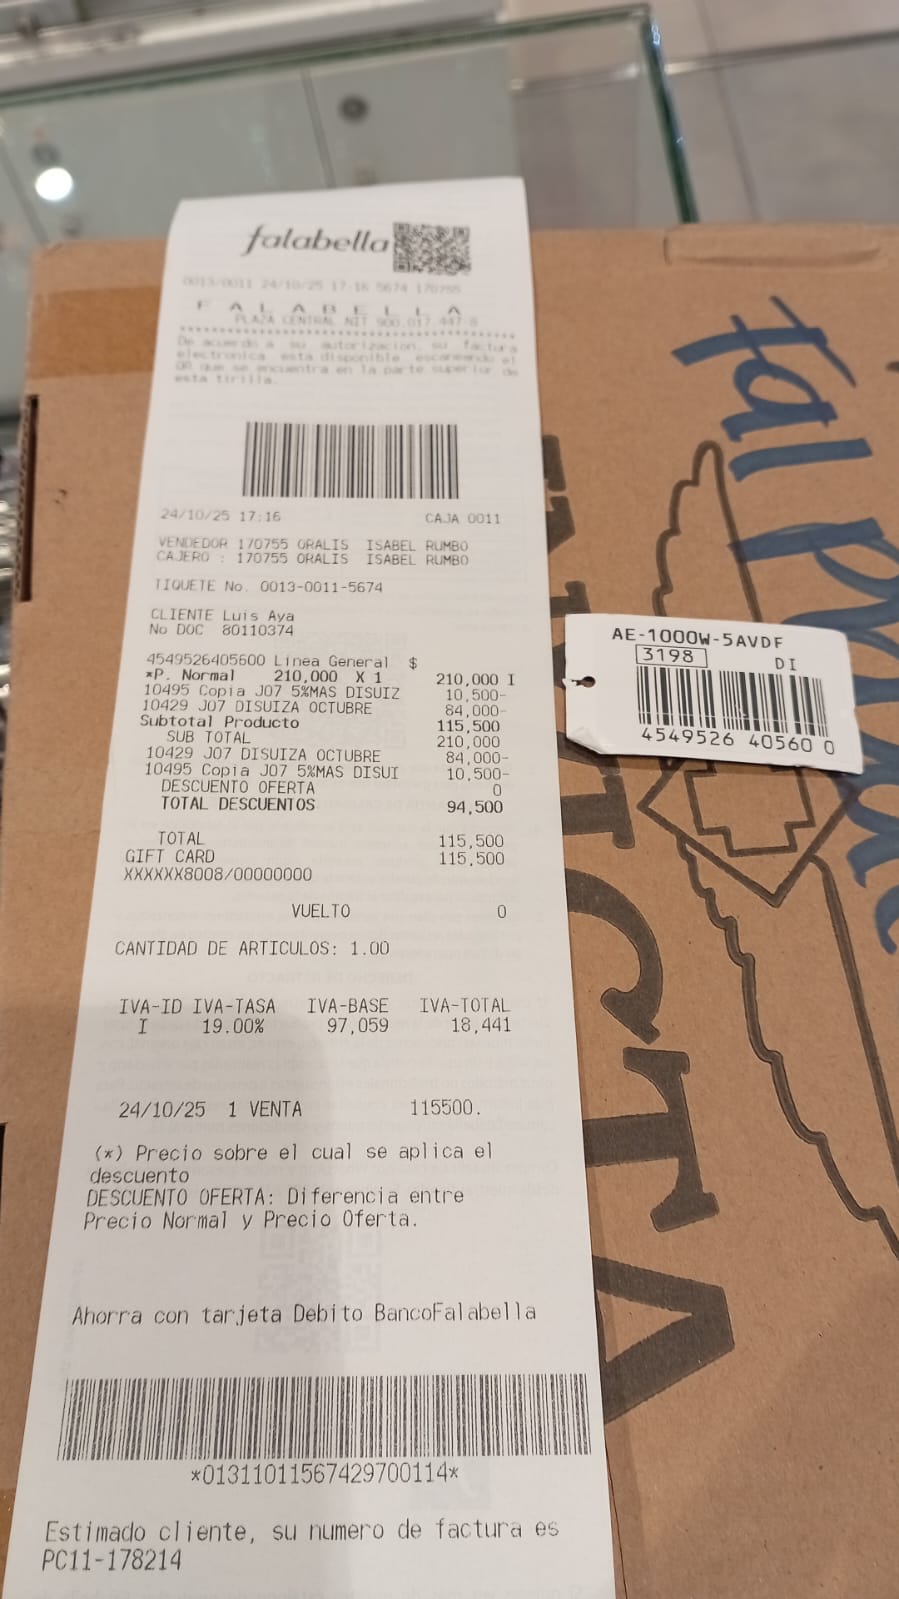 falabella
0013/0011 24/10/25 17:16 5674 170755
F A L A B E L L A
PLAZA CENTRAL NIT 900.017.447-8
De acuerdo a su autorizacion, su factura
electronica esta disponible escaneando el
QR que se encuentra en la parte superior de
esta tirilla.
24/10/25 17:16 CAJA 0011
VENDEDOR 170755 ORALIS ISABEL RUMBO
CAJERO : 170755 ORALIS ISABEL RUMBO
TIQUETE No. 0013-0011-5674
CLIENTE Luis Aya
No DOC 80110374
4549526405600 Linea General $
*P. Normal 210,000 X 1 210,000 I
10495 Copia J07 5%MAS DISUIZ 10,500-
10429 J07 DISUIZA OCTUBRE 84,000-
Subtotal Producto 115,500
SUB TOTAL 210,000
10429 J07 DISUIZA OCTUBRE 84,000-
10495 Copia J07 5%MAS DISUI 10,500-
DESCUENTO OFERTA 0
TOTAL DESCUENTOS 94,500
TOTAL 115,500
GIFT CARD 115,500
XXXXXX8008/00000000
VUELTO 0
CANTIDAD DE ARTICULOS: 1.00
IVA-ID IVA-TASA IVA-BASE IVA-TOTAL
I 19.00% 97,059 18,441
24/10/25 1 VENTA 115500.
(*) Precio sobre el cual se aplica el
descuento
DESCUENTO OFERTA: Diferencia entre
Precio Normal y Precio Oferta.
Ahorra con tarjeta Debito BancoFalabella
*01311011567429700114*
Estimado cliente, su numero de factura es
PC11-178214
AE-1000W-5AVDF
3198 DI
4549526 40560 0